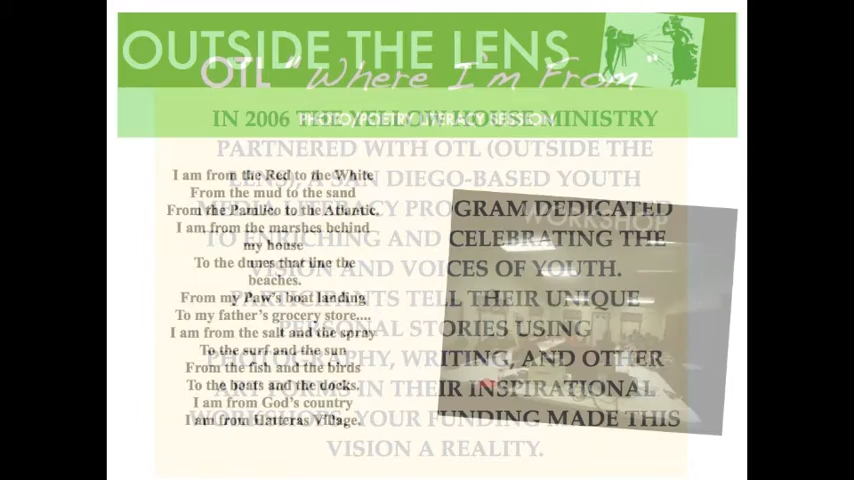 OUTSIDE THE LENS
OTL "Where I'm From"
PHOTO/POETRY LITERACY SESSION
IN 2006 THE YELLOW HOUSE MINISTRY
PARTNERED WITH OTL (OUTSIDE THE
LENS), A SAN DIEGO-BASED YOUTH
MEDIA LITERACY PROGRAM DEDICATED
TO ENRICHING AND CELEBRATING THE
VISION AND VOICES OF YOUTH.
PARTICIPANTS TELL THEIR UNIQUE
PERSONAL STORIES USING
PHOTOGRAPHY, WRITING, AND OTHER
ART FORMS IN THEIR INSPIRATIONAL
WORKSHOPS. YOUR FUNDING MADE THIS
VISION A REALITY.
I am from the Red to the White
From the mud to the sand
From the Pamlico to the Atlantic.
I am from the marshes behind
my house
To the dunes that line the
beaches.
From my Paw's boat landing
To my father's grocery store....
I am from the salt and the spray
To the surf and the sun
From the fish and the birds
To the boats and the docks.
I am from God's country
I am from Hatteras Village.
WORKSHOP